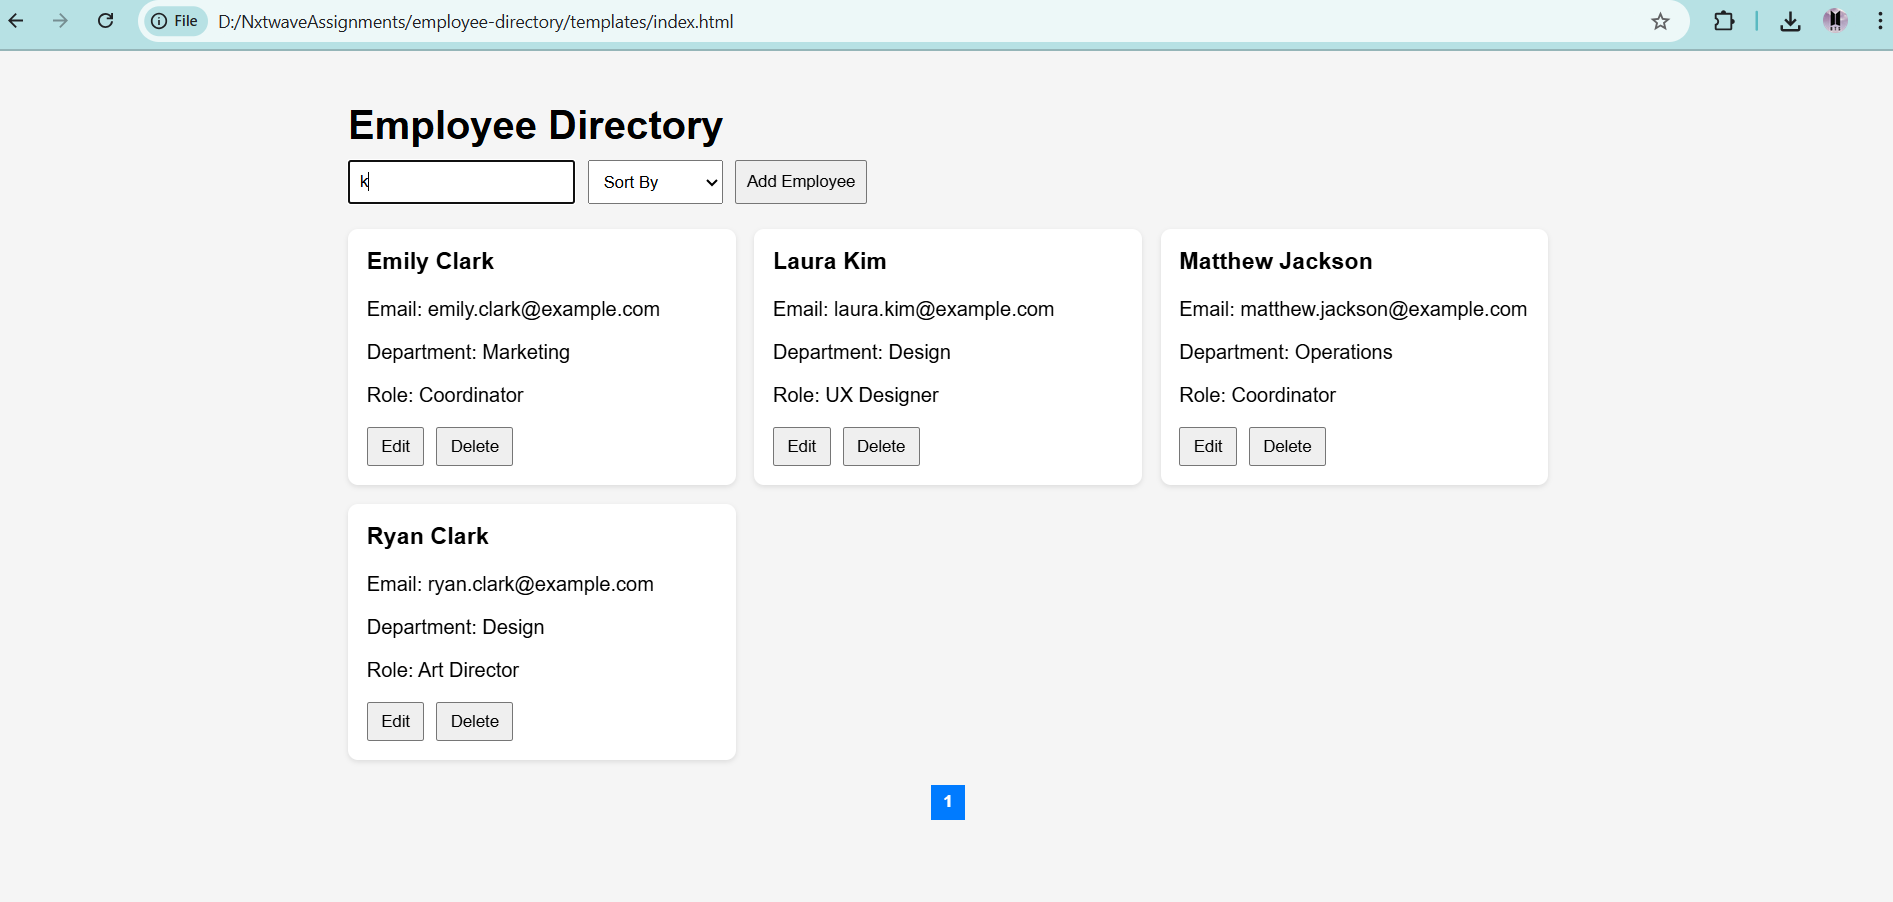 File D:/NxtwaveAssignments/employee-directory/templates/index.html
Employee Directory
k Sort By Add Employee
Emily Clark
Email: emily.clark@example.com
Department: Marketing
Role: Coordinator
Edit Delete
Laura Kim
Email: laura.kim@example.com
Department: Design
Role: UX Designer
Edit Delete
Matthew Jackson
Email: matthew.jackson@example.com
Department: Operations
Role: Coordinator
Edit Delete
Ryan Clark
Email: ryan.clark@example.com
Department: Design
Role: Art Director
Edit Delete
1